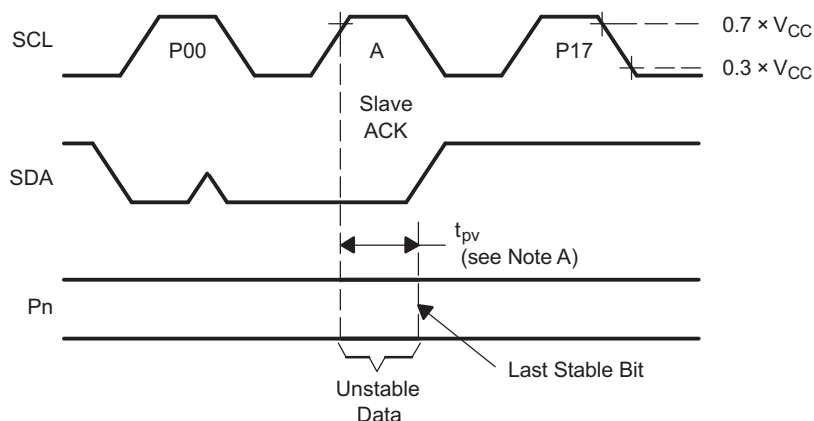 SCL
P00
A
P17
0.7 × VCC
0.3 × VCC
Slave
ACK
SDA
tpv
(see Note A)
Pn
Last Stable Bit
Unstable
Data